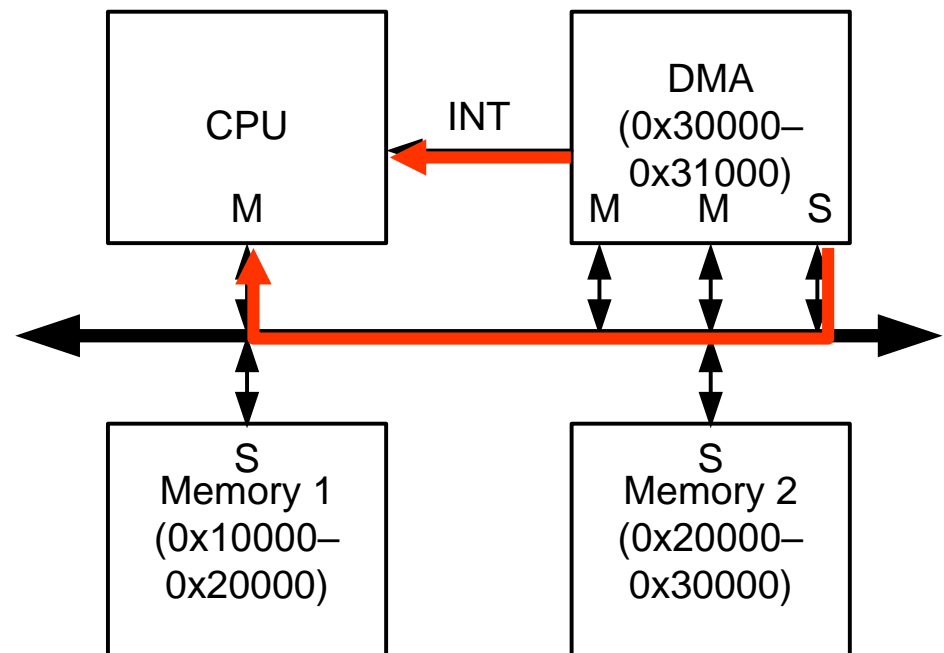 CPU
M
INT
DMA
(0x30000–
0x31000)
M M S
S
Memory 1
(0x10000–
0x20000)
S
Memory 2
(0x20000–
0x30000)